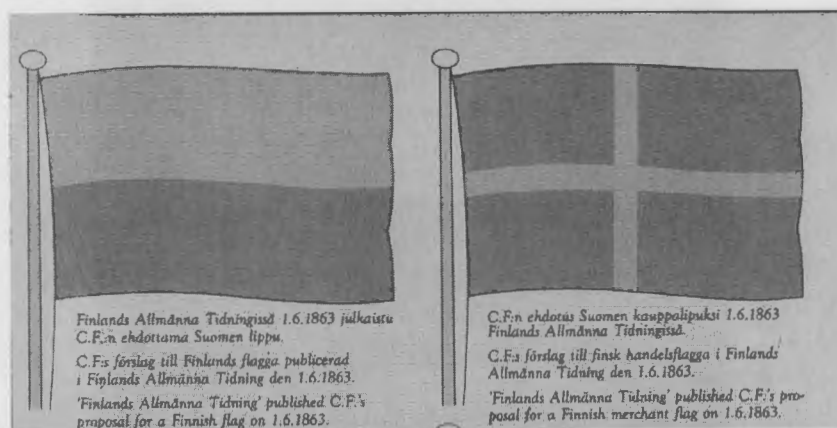 Finlands Allmänna Tidningissä 1.6.1863 julkaistu
C.F.:n ehdottama Suomen lippu.
C.F:s förslag till Finlands flagga publicerad
i Finlands Allmänna Tidning den 1.6.1863.
'Finlands Allmänna Tidning' published C.F.'s
proposal for a Finnish flag on 1.6.1863.
C.F:n ehdotus Suomen kauppalipuksi 1.6.1863
Finlands Allmänna Tidningissä.
C.F:s förslag till finsk handelsflagga i Finlands
Allmänna Tidning den 1.6.1863.
'Finlands Allmänna Tidning' published C.F.'s pro-
posal for a Finnish merchant flag on 1.6.1863.